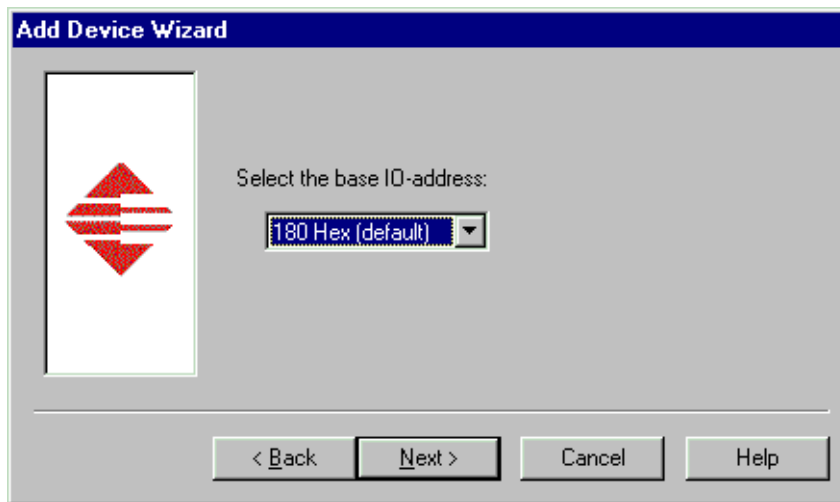 Add Device Wizard
Select the base IO-address:
180 Hex (default)
< Back Next > Cancel Help